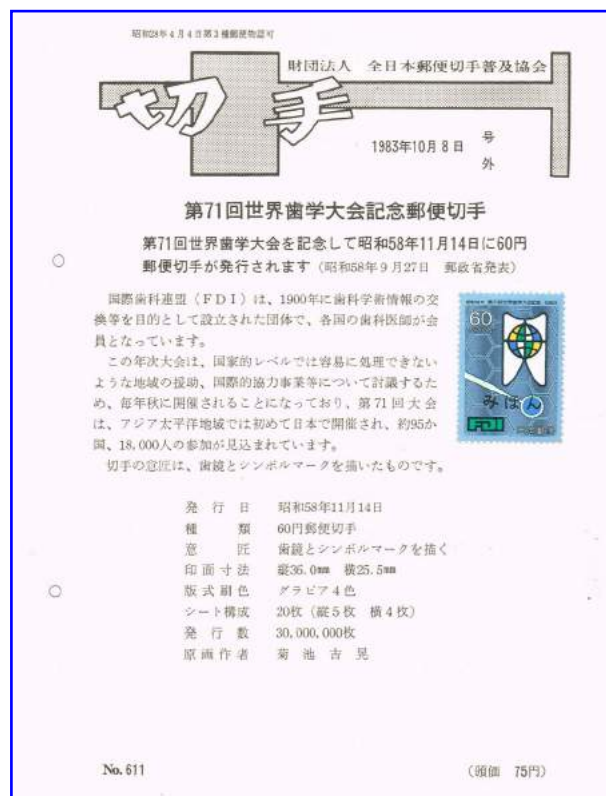 昭和28年4月4日第3種郵便物認可
財団法人 全日本郵便切手普及協会
切手
1983年10月8日 号外
第71回世界歯学大会記念郵便切手
第71回世界歯学大会を記念して昭和58年11月14日に60円
郵便切手が発行されます(昭和58年9月27日 郵政省発表)
国際歯科連盟(FDI)は、1900年に歯科学術情報の交
換等を目的として設立された団体で、各国の歯科医師が会
員となっています。
この年次大会は、国家的レベルでは容易に処理できない
ような地域の援助、国際的協力事業等について討議するた
め、毎年秋に開催されることになっており、第71回大会
は、アジア太平洋地域では初めて日本で開催され、約95か
国、18,000人の参加が見込まれています。
切手の意匠は、歯鏡とシンボルマークを描いたものです。
60
みほん
日本郵便
発行日 昭和58年11月14日
種類 60円郵便切手
意匠 歯鏡とシンボルマークを描く
印面寸法 縦36.0mm 横25.5mm
版式刷色 グラビア4色
シート構成 20枚(縦5枚 横4枚)
発行数 30,000,000枚
原画作者 菊池吉晃
No.611
(頒価 75円)